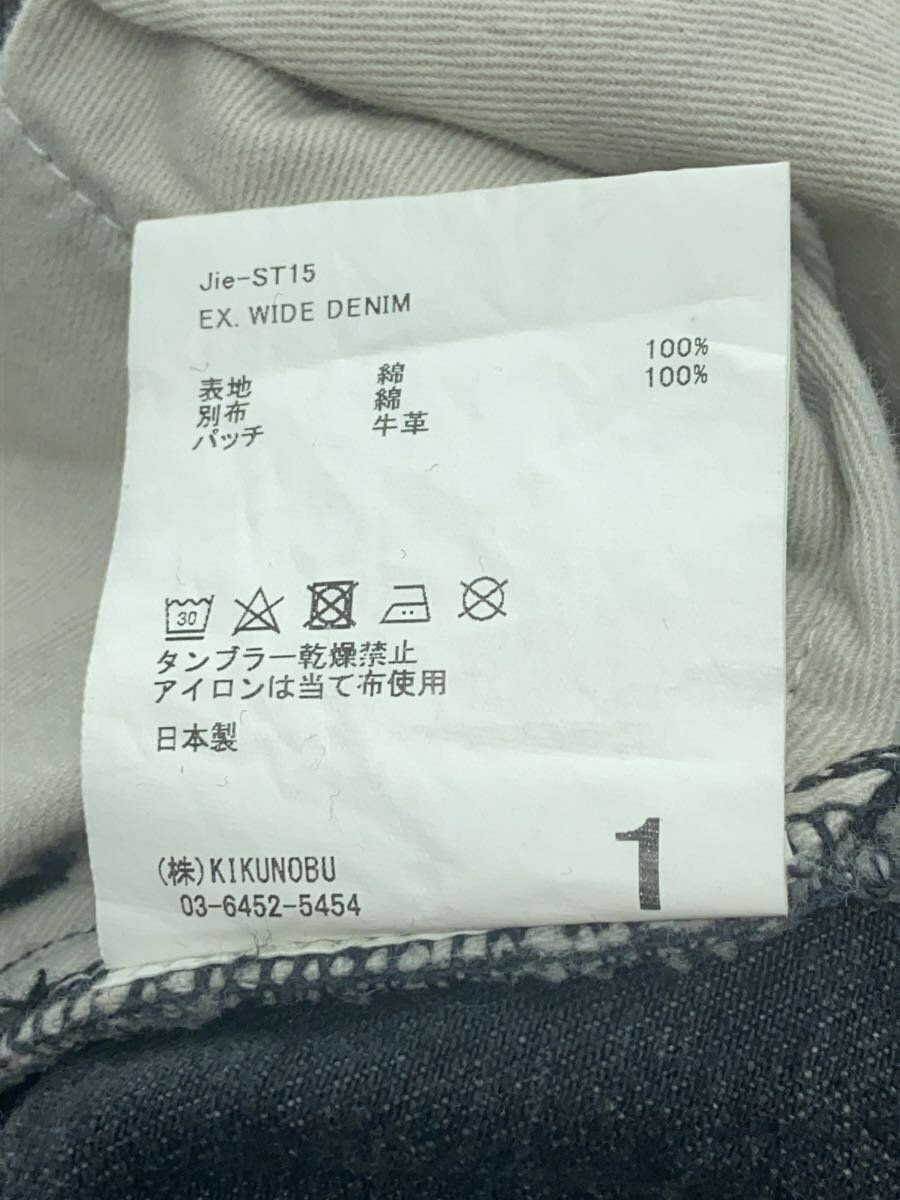 Jie-ST15
EX. WIDE DENIM
表地 綿 100%
別布 綿 100%
パッチ 牛革
30
タンブラー乾燥禁止
アイロンは当て布使用
日本製
1
(株)KIKUNOBU
03-6452-5454